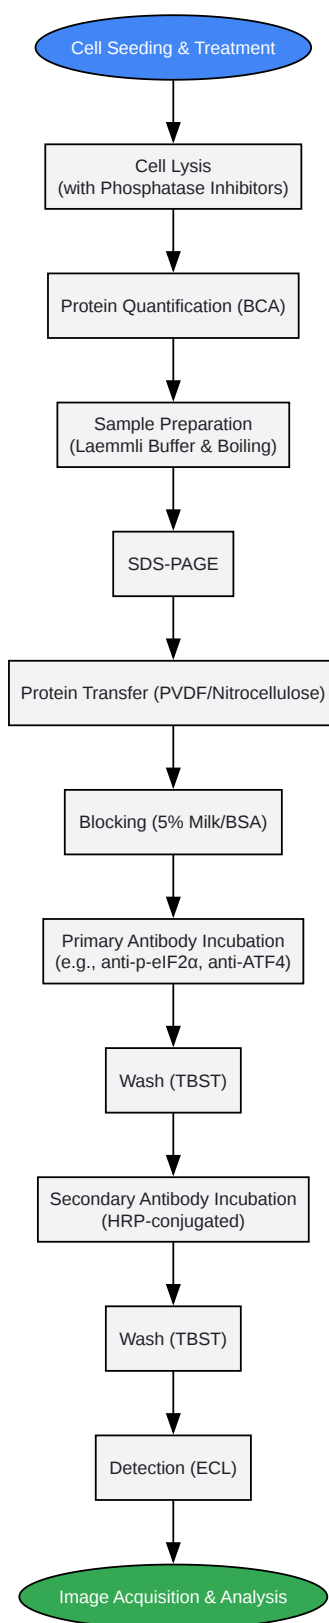 Cell Seeding & Treatment
Cell Lysis
(with Phosphatase Inhibitors)
Protein Quantification (BCA)
Sample Preparation
(Laemmli Buffer & Boiling)
SDS-PAGE
Protein Transfer (PVDF/Nitrocellulose)
Blocking (5% Milk/BSA)
Primary Antibody Incubation
(e.g., anti-p-eIF2α, anti-ATF4)
Wash (TBST)
Secondary Antibody Incubation
(HRP-conjugated)
Wash (TBST)
Detection (ECL)
Image Acquisition & Analysis